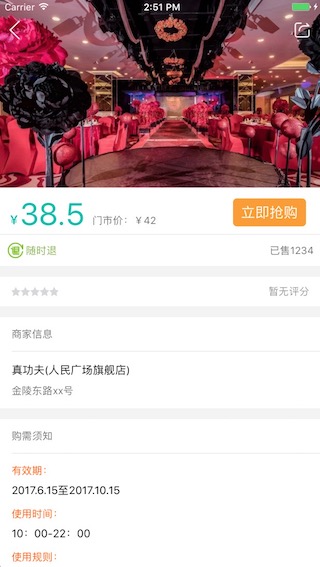 Carrier 2:51 PM
¥38.5 门市价：¥42 立即抢购
随时退 已售1234
暂无评分
商家信息
真功夫(人民广场旗舰店)
金陵东路xx号
购需须知
有效期：
2017.6.15至2017.10.15
使用时间：
10：00-22：00
使用规则：